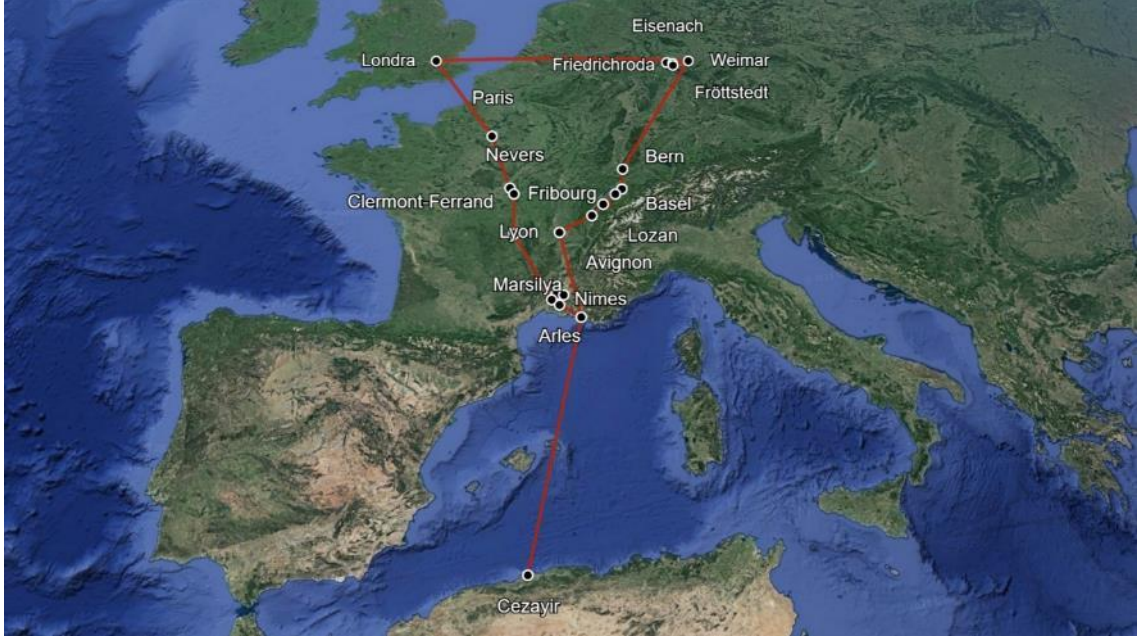 Eisenach
Londra
Friedrichroda
Weimar
Paris
Fröttstedt
Nevers
Bern
Clermont-Ferrand
Fribourg
Basel
Lyon
Lozan
Avignon
Marsilya
Nimes
Arles
Cezayir